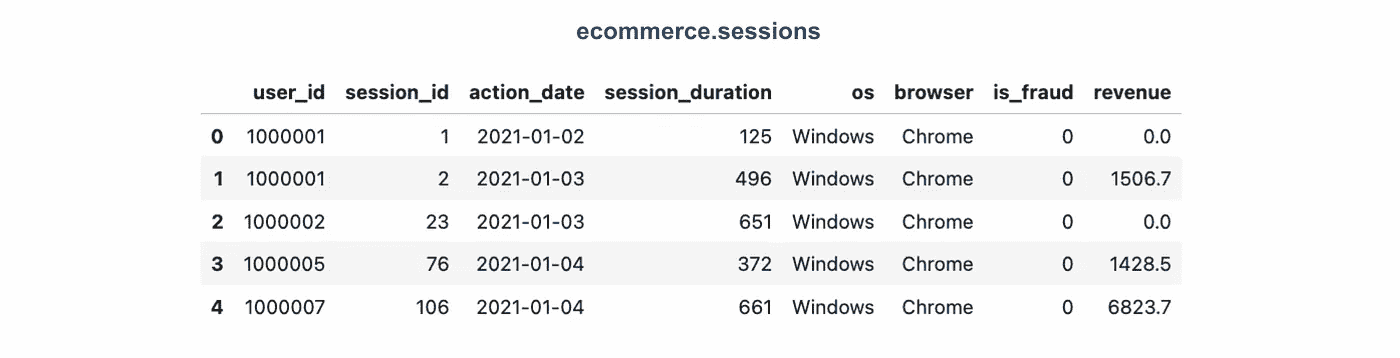 ecommerce.sessions
user_id session_id action_date session_duration os browser is_fraud revenue
0 1000001 1 2021-01-02 125 Windows Chrome 0 0.0
1 1000001 2 2021-01-03 496 Windows Chrome 0 1506.7
2 1000002 23 2021-01-03 651 Windows Chrome 0 0.0
3 1000005 76 2021-01-04 372 Windows Chrome 0 1428.5
4 1000007 106 2021-01-04 661 Windows Chrome 0 6823.7